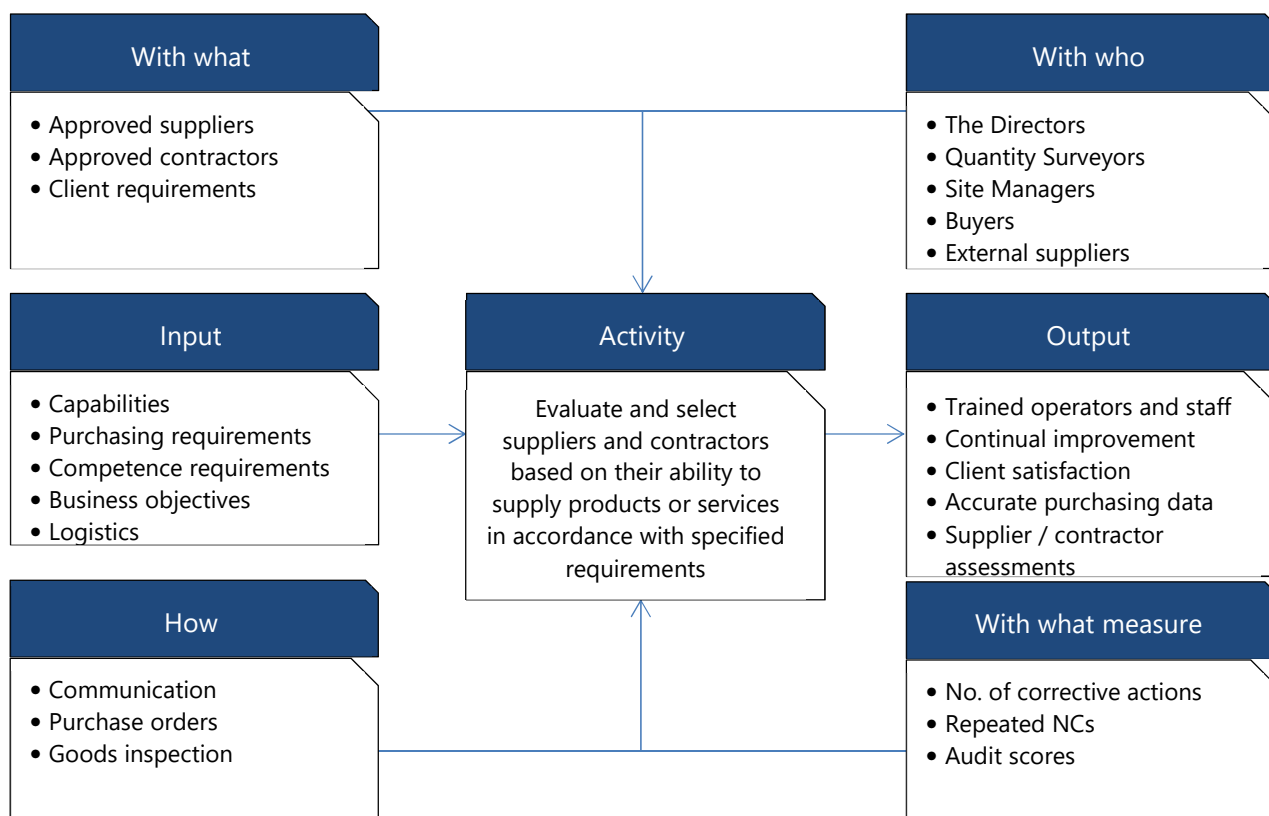 With what
• Approved suppliers
• Approved contractors
• Client requirements
With who
• The Directors
• Quantity Surveyors
• Site Managers
• Buyers
• External suppliers
Input
• Capabilities
• Purchasing requirements
• Competence requirements
• Business objectives
• Logistics
Activity
Evaluate and select
suppliers and contractors
based on their ability to
supply products or services
in accordance with specified
requirements
Output
• Trained operators and staff
• Continual improvement
• Client satisfaction
• Accurate purchasing data
• Supplier / contractor
assessments
How
• Communication
• Purchase orders
• Goods inspection
With what measure
• No. of corrective actions
• Repeated NCs
• Audit scores